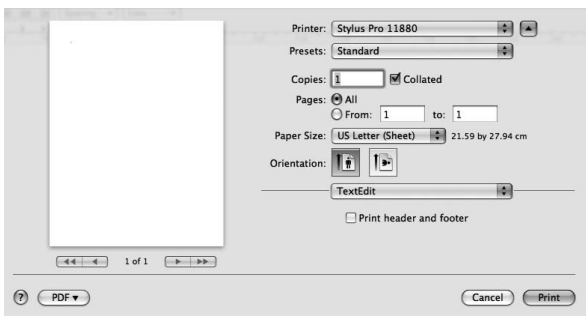 Printer: Stylus Pro 11880
Presets: Standard
Copies: 1 Collated
Pages: All
From: 1 to: 1
Paper Size: US Letter (Sheet) 21.59 by 27.94 cm
Orientation:
TextEdit
Print header and footer
1 of 1
? PDF Cancel Print